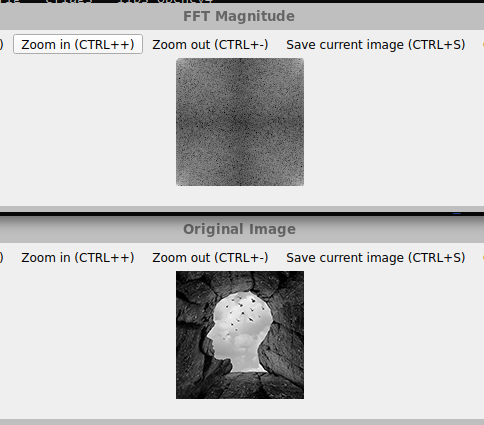 FFT Magnitude
) Zoom in (CTRL++) Zoom out (CTRL+-) Save current image (CTRL+S)
Original Image
) Zoom in (CTRL++) Zoom out (CTRL+-) Save current image (CTRL+S)